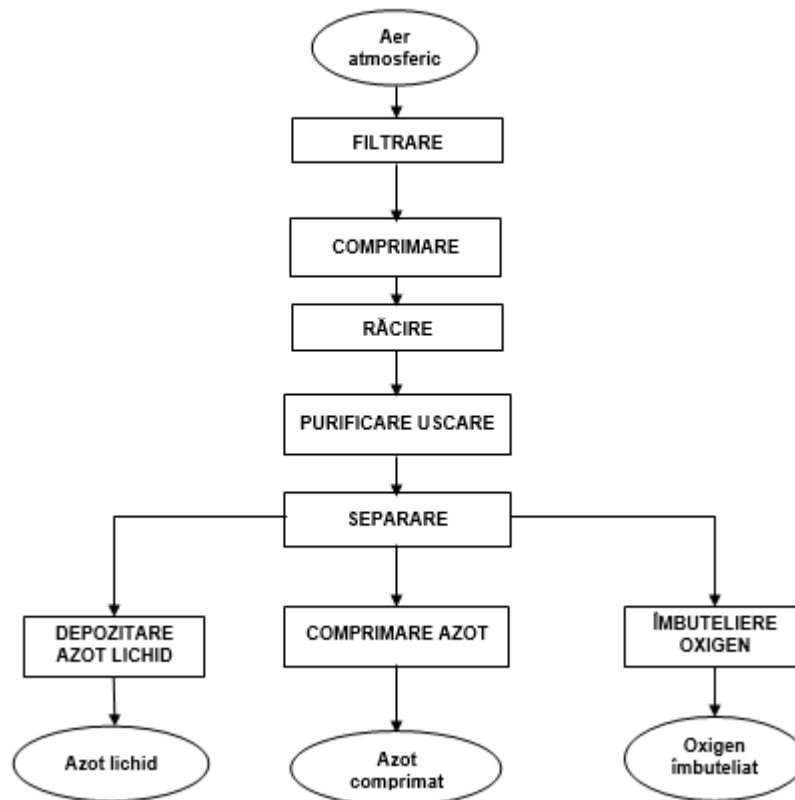 Aer
atmosferic
FILTRARE
COMPRIMARE
RĂCIRE
PURIFICARE USCARE
SEPARARE
DEPOZITARE
AZOT LICHID
COMPRIMARE AZOT
ÎMBUTELIERE
OXIGEN
Azot lichid
Azot
comprimat
Oxigen
îmbuteliat